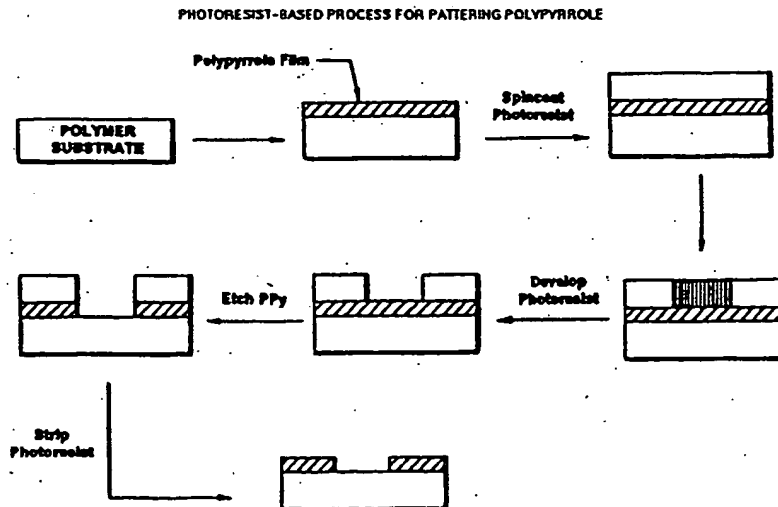 PHOTORESIST-BASED PROCESS FOR PATTERING POLYPYRROLE
Polypyrrole Film
POLYMER
SUBSTRATE
Spincoat
Photoresist
Develop
Photoresist
Etch PPy
Strip
Photoresist